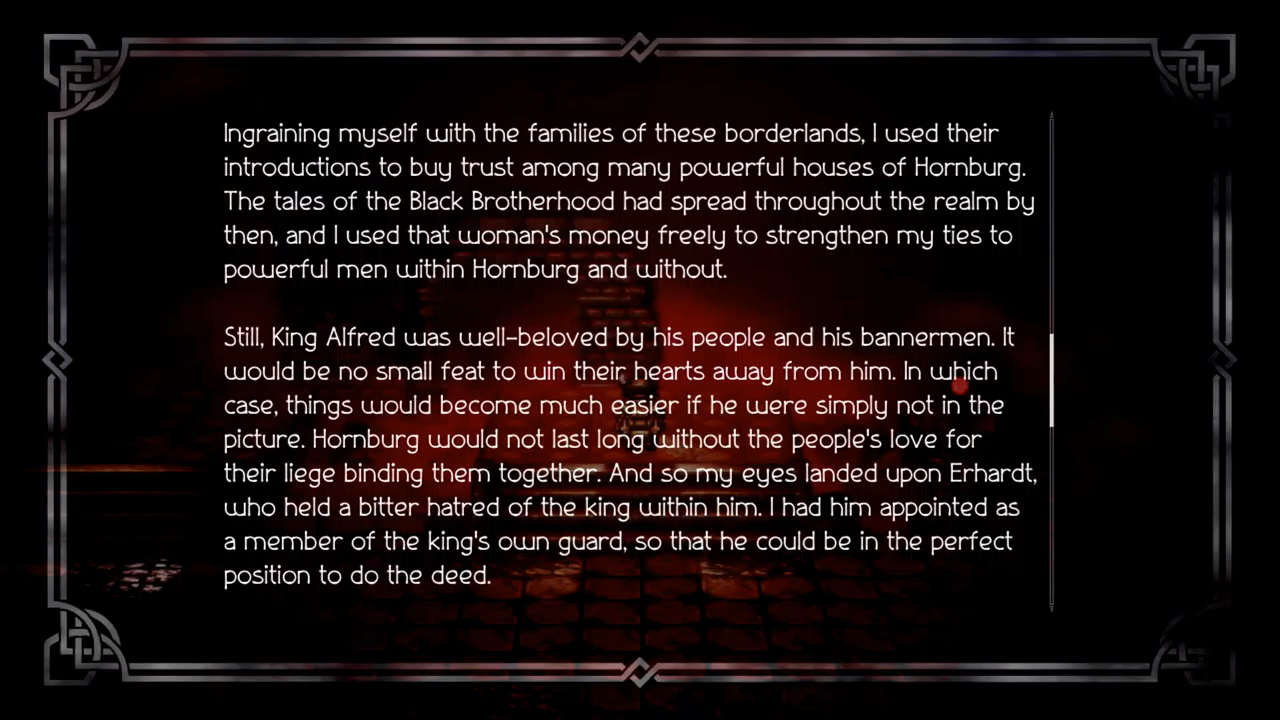 Ingraining myself with the families of these borderlands, I used their
introductions to buy trust among many powerful houses of Hornburg.
The tales of the Black Brotherhood had spread throughout the realm by
then, and I used that woman's money freely to strengthen my ties to
powerful men within Hornburg and without.
Still, King Alfred was well-beloved by his people and his bannermen. It
would be no small feat to win their hearts away from him. In which
case, things would become much easier if he were simply not in the
picture. Hornburg would not last long without the people's love for
their liege binding them together. And so my eyes landed upon Erhardt,
who held a bitter hatred of the king within him. I had him appointed as
a member of the king's own guard, so that he could be in the perfect
position to do the deed.